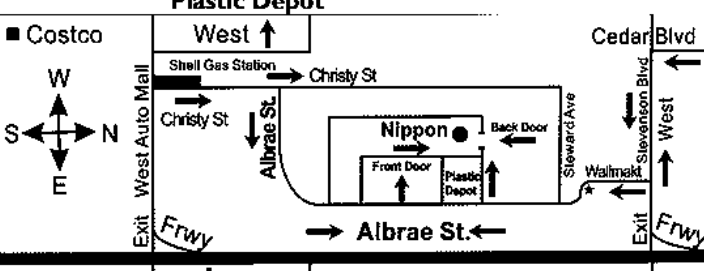 Plastic Depot
■ Costco
West
Cedar Blvd
Shell Gas Station
Christy St
Christy St
W
S
N
E
West Auto Mall
Albrae St.
Nippon
Back Door
Front Door
Plastic
Depot
Steward Ave
Stevenson Blvd
West
Wallmakt
Exit
Frwy
Albrae St.
Exit
Frwy